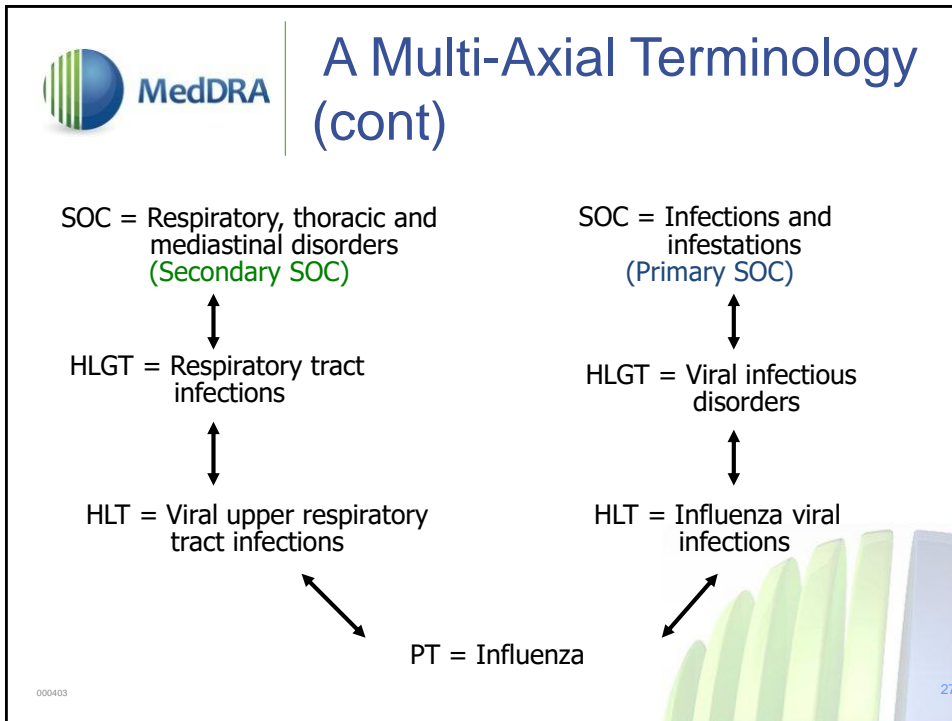 MedDRA
A Multi-Axial Terminology
(cont)
SOC = Respiratory, thoracic and
mediastinal disorders
(Secondary SOC)
HLGT = Respiratory tract
infections
HLT = Viral upper respiratory
tract infections
SOC = Infections and
infestations
(Primary SOC)
HLGT = Viral infectious
disorders
HLT = Influenza viral
infections
PT = Influenza
000403
27